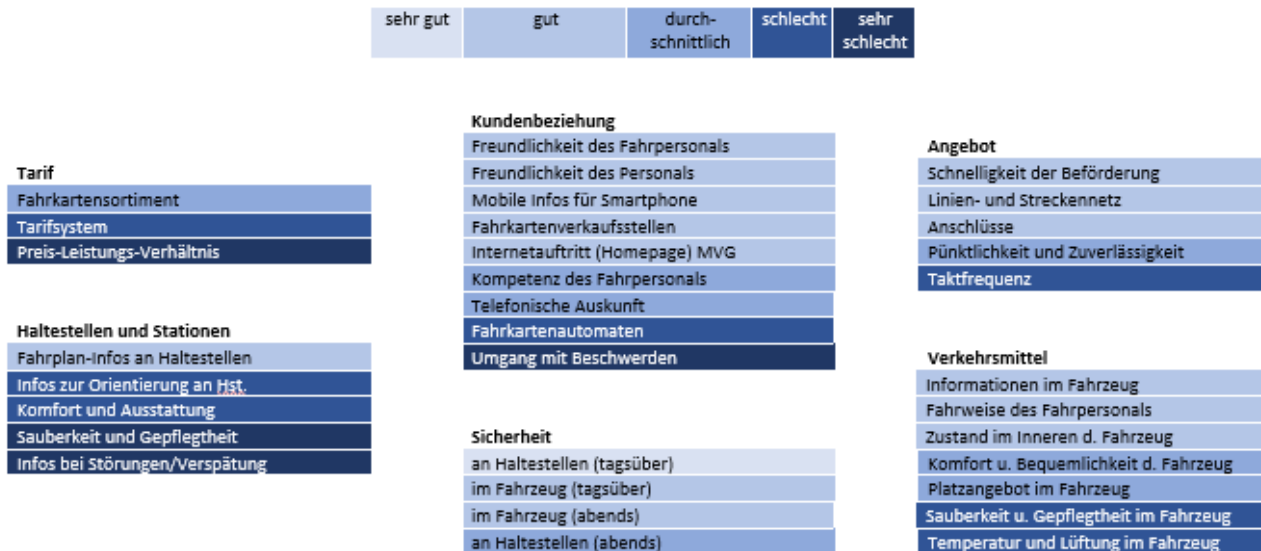 sehr gut
gut
durch-
schnittlich
schlecht
sehr
schlecht
Tarif
Fahrkartensortiment
Tarifsystem
Preis-Leistungs-Verhältnis
Haltestellen und Stationen
Fahrplan-Infos an Haltestellen
Infos zur Orientierung an Hst.
Komfort und Ausstattung
Sauberkeit und Gepflegtheit
Infos bei Störungen/Verspätung
Kundenbeziehung
Freundlichkeit des Fahrpersonals
Freundlichkeit des Personals
Mobile Infos für Smartphone
Fahrkartenverkaufsstellen
Internetauftritt (Homepage) MVG
Kompetenz des Fahrpersonals
Telefonische Auskunft
Fahrkartenautomaten
Umgang mit Beschwerden
Sicherheit
an Haltestellen (tagsüber)
im Fahrzeug (tagsüber)
im Fahrzeug (abends)
an Haltestellen (abends)
Angebot
Schnelligkeit der Beförderung
Linien- und Streckennetz
Anschlüsse
Pünktlichkeit und Zuverlässigkeit
Taktfrequenz
Verkehrsmittel
Informationen im Fahrzeug
Fahrweise des Fahrpersonals
Zustand im Inneren d. Fahrzeug
Komfort u. Bequemlichkeit d. Fahrzeug
Platzangebot im Fahrzeug
Sauberkeit u. Gepflegtheit im Fahrzeug
Temperatur und Lüftung im Fahrzeug